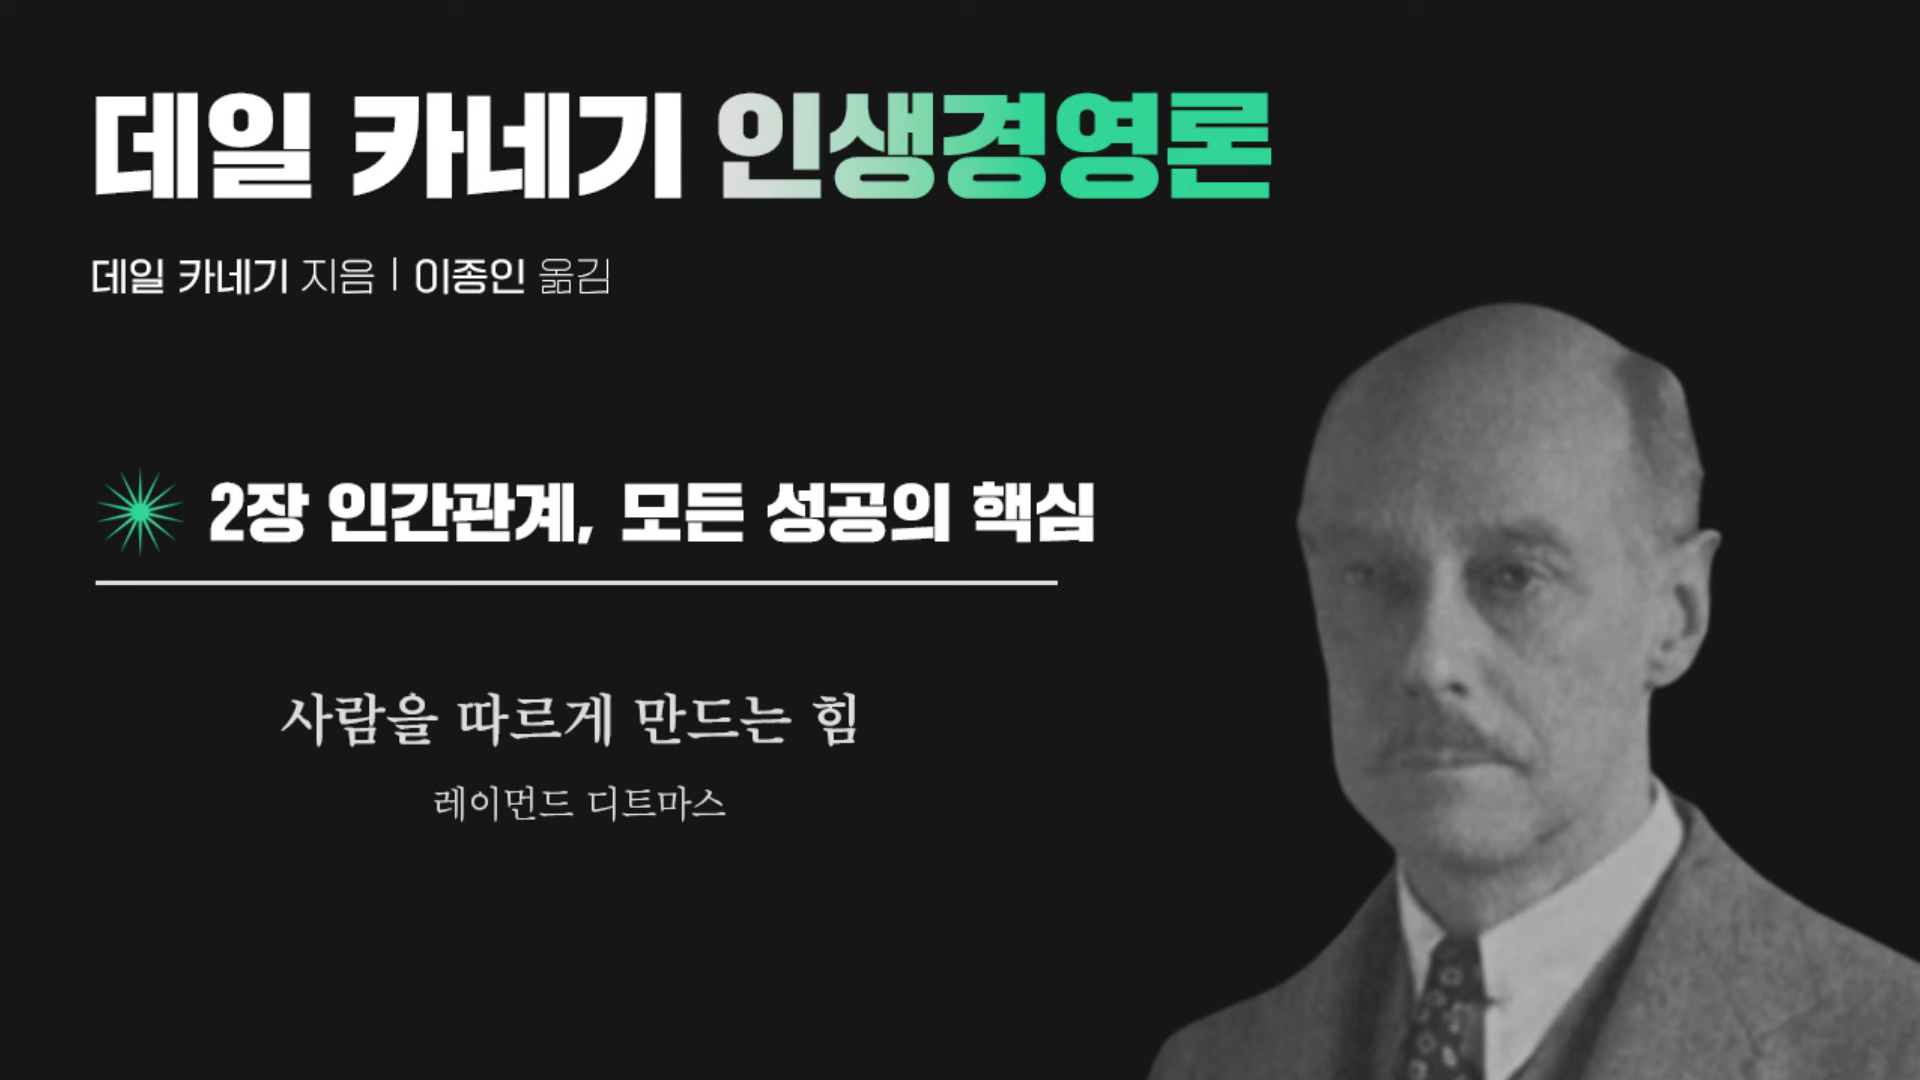 데일 카네기 인생경영론
데일 카네기 지음 | 이종인 옮김
2장 인간관계, 모든 성공의 핵심
사람을 따르게 만드는 힘
레이먼드 디트마스